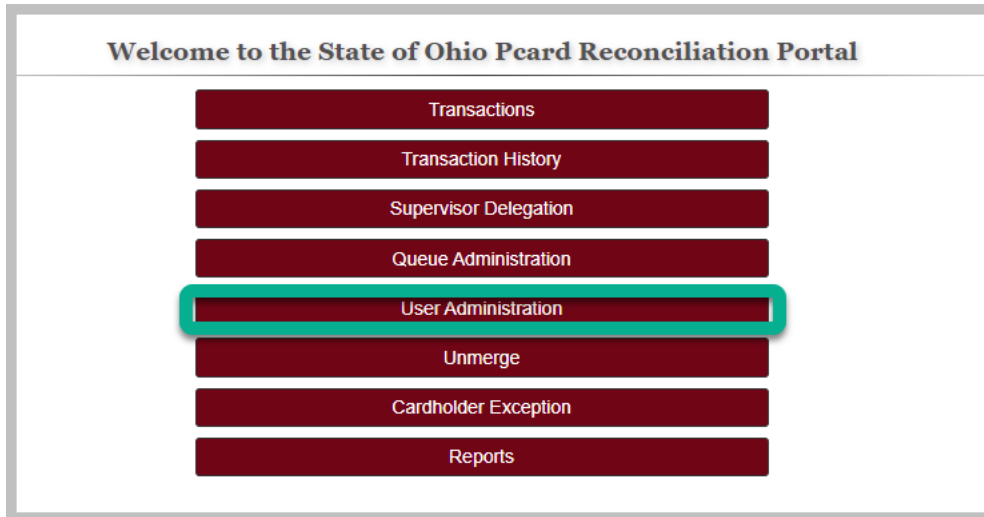 Welcome to the State of Ohio Pcard Reconciliation Portal
Transactions
Transaction History
Supervisor Delegation
Queue Administration
User Administration
Unmerge
Cardholder Exception
Reports